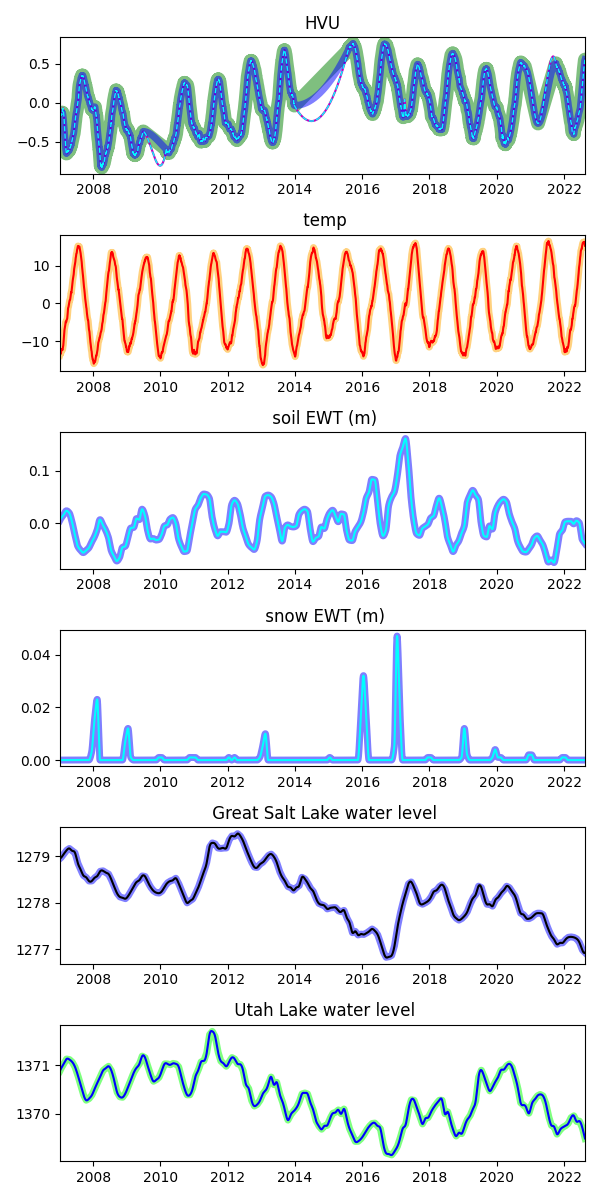 HVU
0.5
0.0
−0.5
2008 2010 2012 2014 2016 2018 2020 2022
temp
10
0
−10
2008 2010 2012 2014 2016 2018 2020 2022
soil EWT (m)
0.1
0.0
2008 2010 2012 2014 2016 2018 2020 2022
snow EWT (m)
0.04
0.02
0.00
2008 2010 2012 2014 2016 2018 2020 2022
Great Salt Lake water level
1279
1278
1277
2008 2010 2012 2014 2016 2018 2020 2022
Utah Lake water level
1371
1370
2008 2010 2012 2014 2016 2018 2020 2022